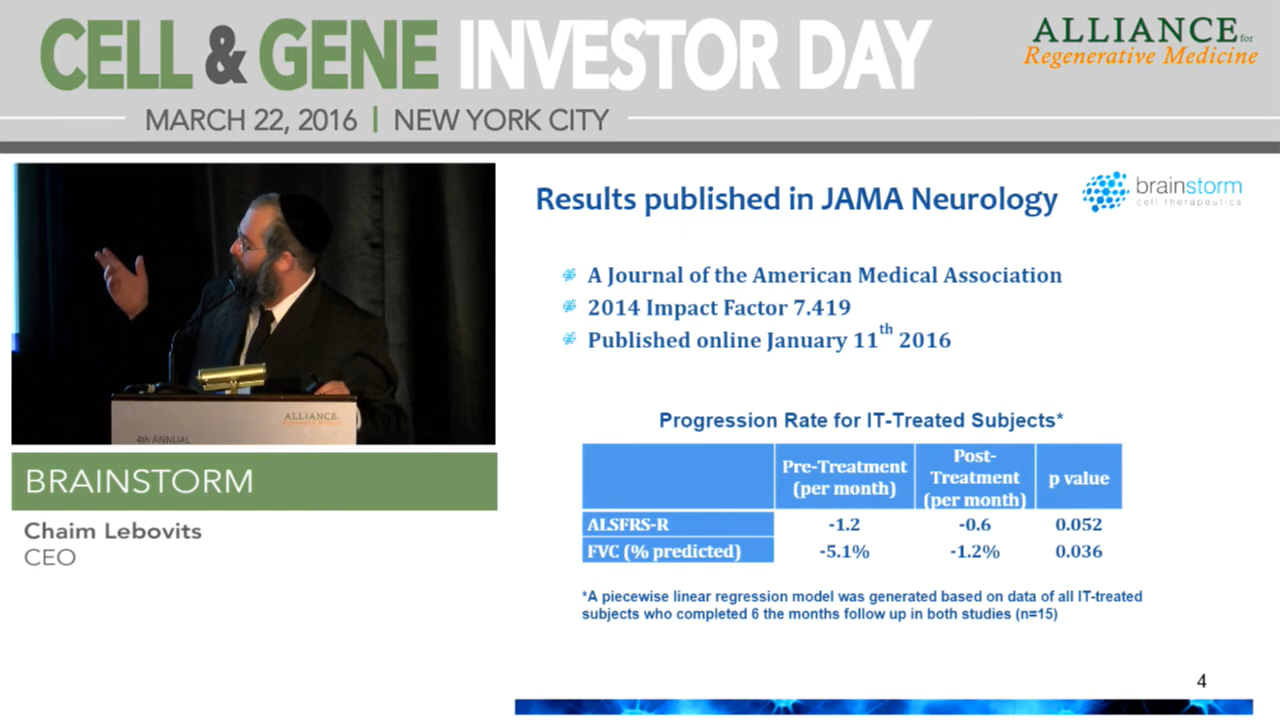 CELL & GENE INVESTOR DAY
MARCH 22, 2016 | NEW YORK CITY
ALLIANCE for
Regenerative Medicine
ALLIANCE
4th ANNUAL
BRAINSTORM
Chaim Lebovits
CEO
Results published in JAMA Neurology
brainstorm
cell therapeutics
A Journal of the American Medical Association
2014 Impact Factor 7.419
Published online January 11th 2016
Progression Rate for IT-Treated Subjects*
Pre-Treatment (per month) Post-Treatment (per month) p value
ALSFRS-R -1.2 -0.6 0.052
FVC (% predicted) -5.1% -1.2% 0.036
*A piecewise linear regression model was generated based on data of all IT-treated
subjects who completed 6 the months follow up in both studies (n=15)
4